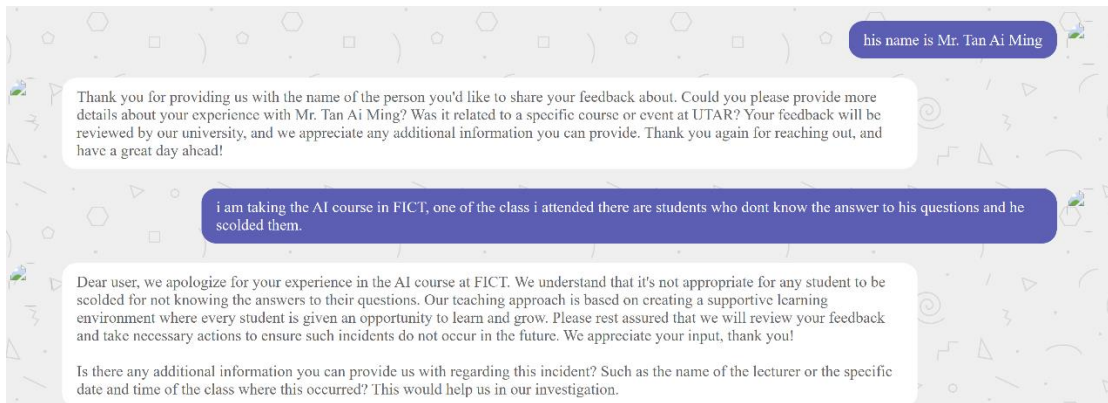 his name is Mr. Tan Ai Ming
Thank you for providing us with the name of the person you'd like to share your feedback about. Could you please provide more
details about your experience with Mr. Tan Ai Ming? Was it related to a specific course or event at UTAR? Your feedback will be
reviewed by our university, and we appreciate any additional information you can provide. Thank you again for reaching out, and
have a great day ahead!
i am taking the AI course in FICT, one of the class i attended there are students who dont know the answer to his questions and he
scolded them.
Dear user, we apologize for your experience in the AI course at FICT. We understand that it's not appropriate for any student to be
scolded for not knowing the answers to their questions. Our teaching approach is based on creating a supportive learning
environment where every student is given an opportunity to learn and grow. Please rest assured that we will review your feedback
and take necessary actions to ensure such incidents do not occur in the future. We appreciate your input, thank you!
Is there any additional information you can provide us with regarding this incident? Such as the name of the lecturer or the specific
date and time of the class where this occurred? This would help us in our investigation.